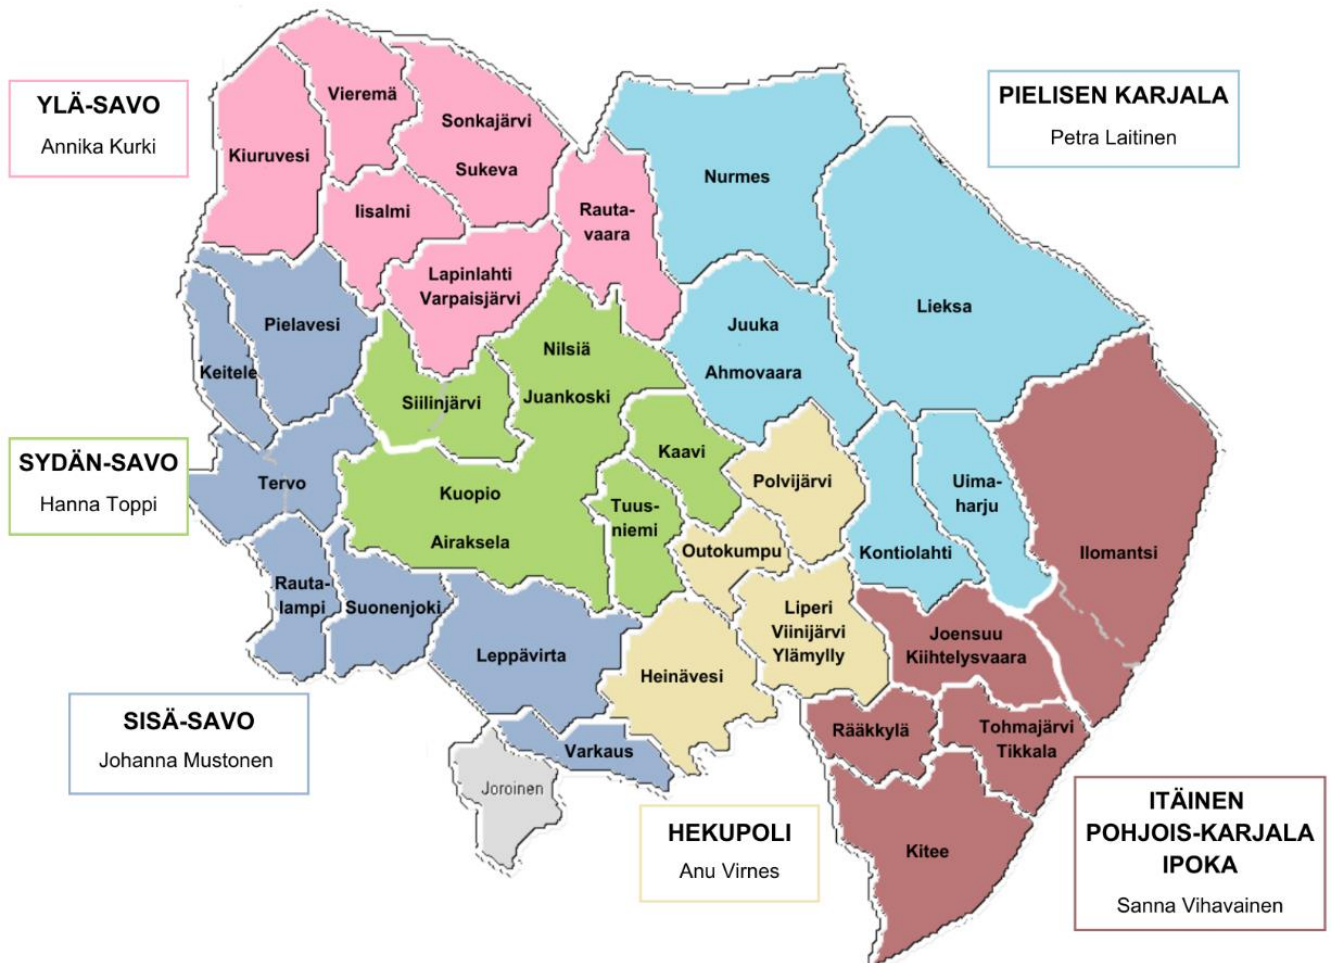 YLÄ-SAVO
Annika Kurki
PIELISEN KARJALA
Petra Laitinen
Vieremä
Sonkajärvi
Sukeva
Kiuruvesi
Iisalmi
Rauta-
vaara
Nurmes
Lapinlahti
Varpaisjärvi
Lieksa
Pielavesi
Keitele
Juuka
Ahmovaara
Nilsiä
Juankoski
Siilinjärvi
SYDÄN-SAVO
Hanna Toppi
Kaavi
Tervo
Kuopio
Airaksela
Tuus-
niemi
Polvijärvi
Uima-
harju
Outokumpu
Kontiolahti
Ilomantsi
Rauta-
lampi
Suonenjoki
Liperi
Viinijärvi
Ylämylly
Joensuu
Kiihtelysvaara
Leppävirta
Heinävesi
SISÄ-SAVO
Johanna Mustonen
Rääkkylä
Tohmajärvi
Tikkala
Varkaus
Joroinen
HEKUPOLI
Anu Virnes
Kitee
ITÄINEN
POHJOIS-KARJALA
IPOKA
Sanna Vihavainen